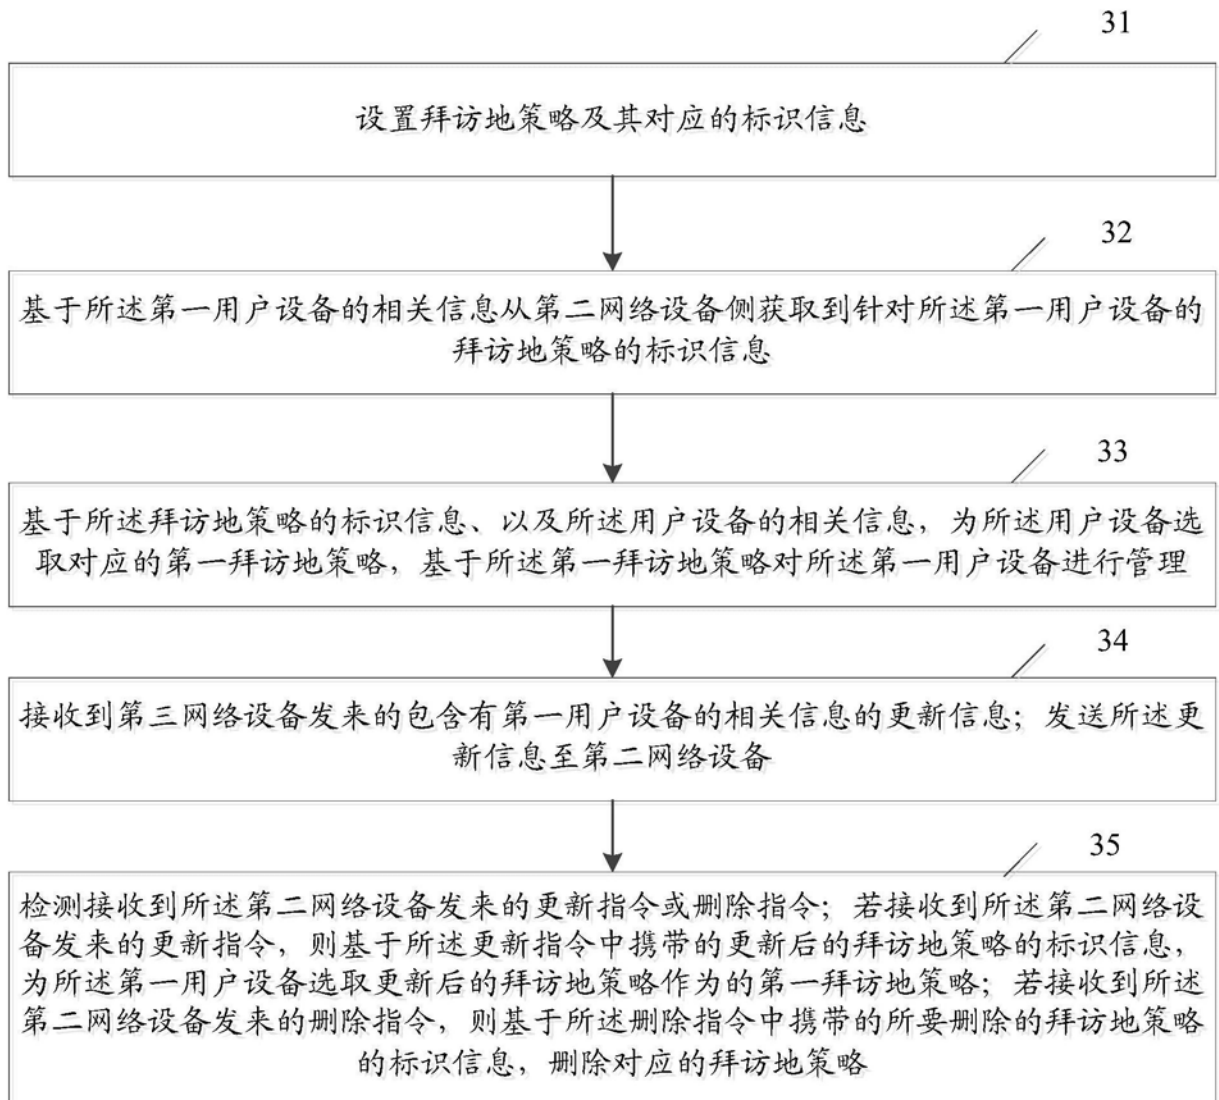 31
设置拜访地策略及其对应的标识信息
32
基于所述第一用户设备的相关信息从第二网络设备侧获取到针对所述第一用户设备的
拜访地策略的标识信息
33
基于所述拜访地策略的标识信息、以及所述用户设备的相关信息，为所述用户设备选
取对应的第一拜访地策略，基于所述第一拜访地策略对所述第一用户设备进行管理
34
接收到第三网络设备发来的包含有第一用户设备的相关信息的更新信息；发送所述更
新信息至第二网络设备
35
检测接收到所述第二网络设备发来的更新指令或删除指令；若接收到所述第二网络设
备发来的更新指令，则基于所述更新指令中携带的更新后的拜访地策略的标识信息，
为所述第一用户设备选取更新后的拜访地策略作为的第一拜访地策略；若接收到所述
第二网络设备发来的删除指令，则基于所述删除指令中携带的所要删除的拜访地策略
的标识信息，删除对应的拜访地策略